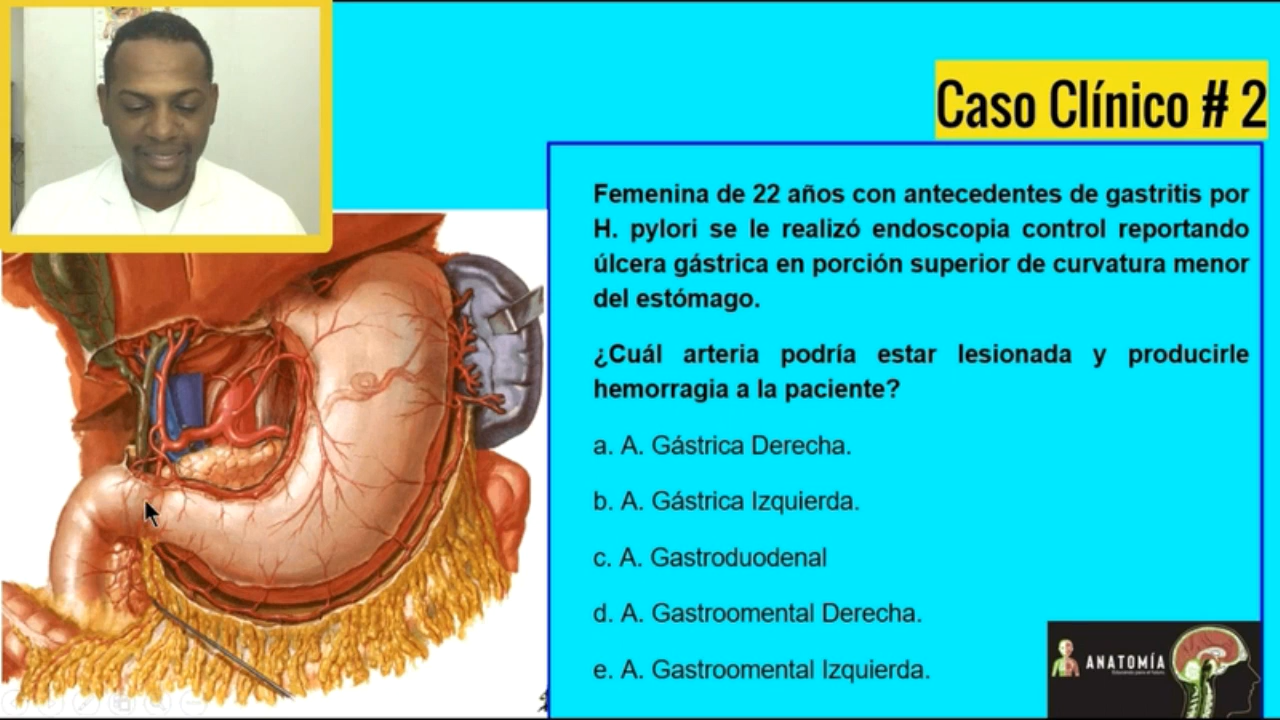 Caso Clínico # 2
Femenina de 22 años con antecedentes de gastritis por
H. pylori se le realizó endoscopia control reportando
úlcera gástrica en porción superior de curvatura menor
del estómago.
¿Cuál arteria podría estar lesionada y producirle
hemorragia a la paciente?
a. A. Gástrica Derecha.
b. A. Gástrica Izquierda.
c. A. Gastroduodenal
d. A. Gastroomental Derecha.
e. A. Gastroomental Izquierda.
ANATOMÍA